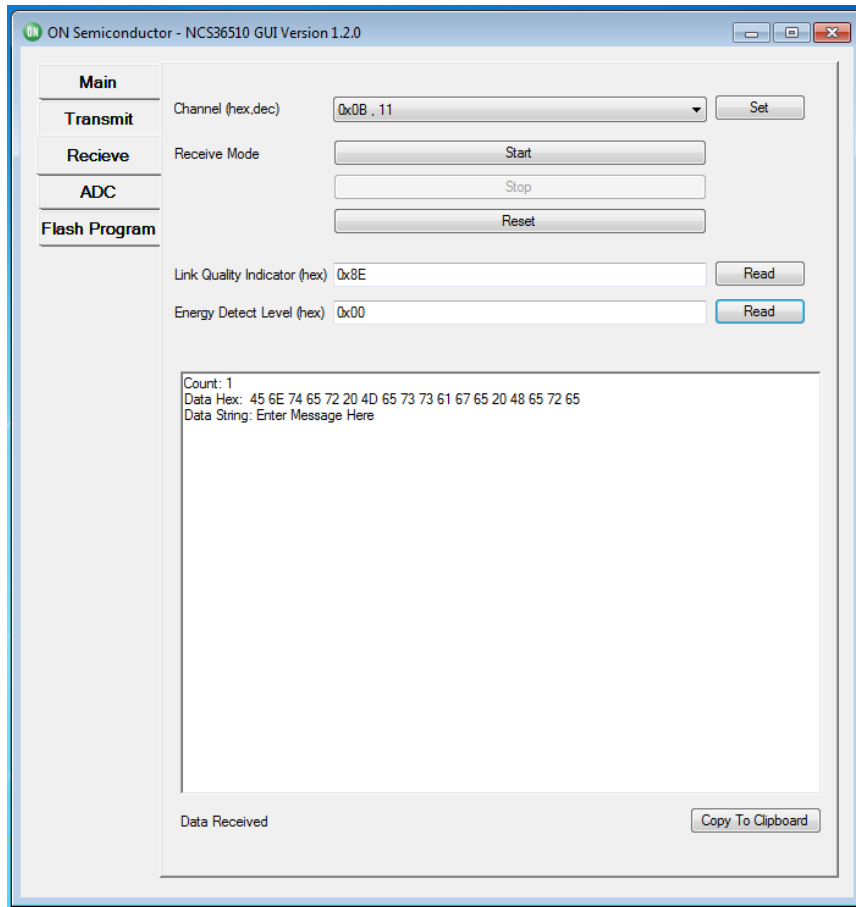 ON ON Semiconductor - NCS36510 GUI Version 1.2.0
Main
Transmit
Recieve
ADC
Flash Program
Channel (hex,dec) 0x0B , 11 Set
Receive Mode Start
Stop
Reset
Link Quality Indicator (hex) 0x8E Read
Energy Detect Level (hex) 0x00 Read
Count: 1
Data Hex: 45 6E 74 65 72 20 4D 65 73 73 61 67 65 20 48 65 72 65
Data String: Enter Message Here
Data Received Copy To Clipboard